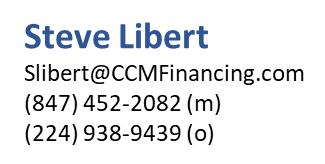 Steve Libert
Slibert@CCMFinancing.com
(847) 452-2082 (m)
(224) 938-9439 (o)